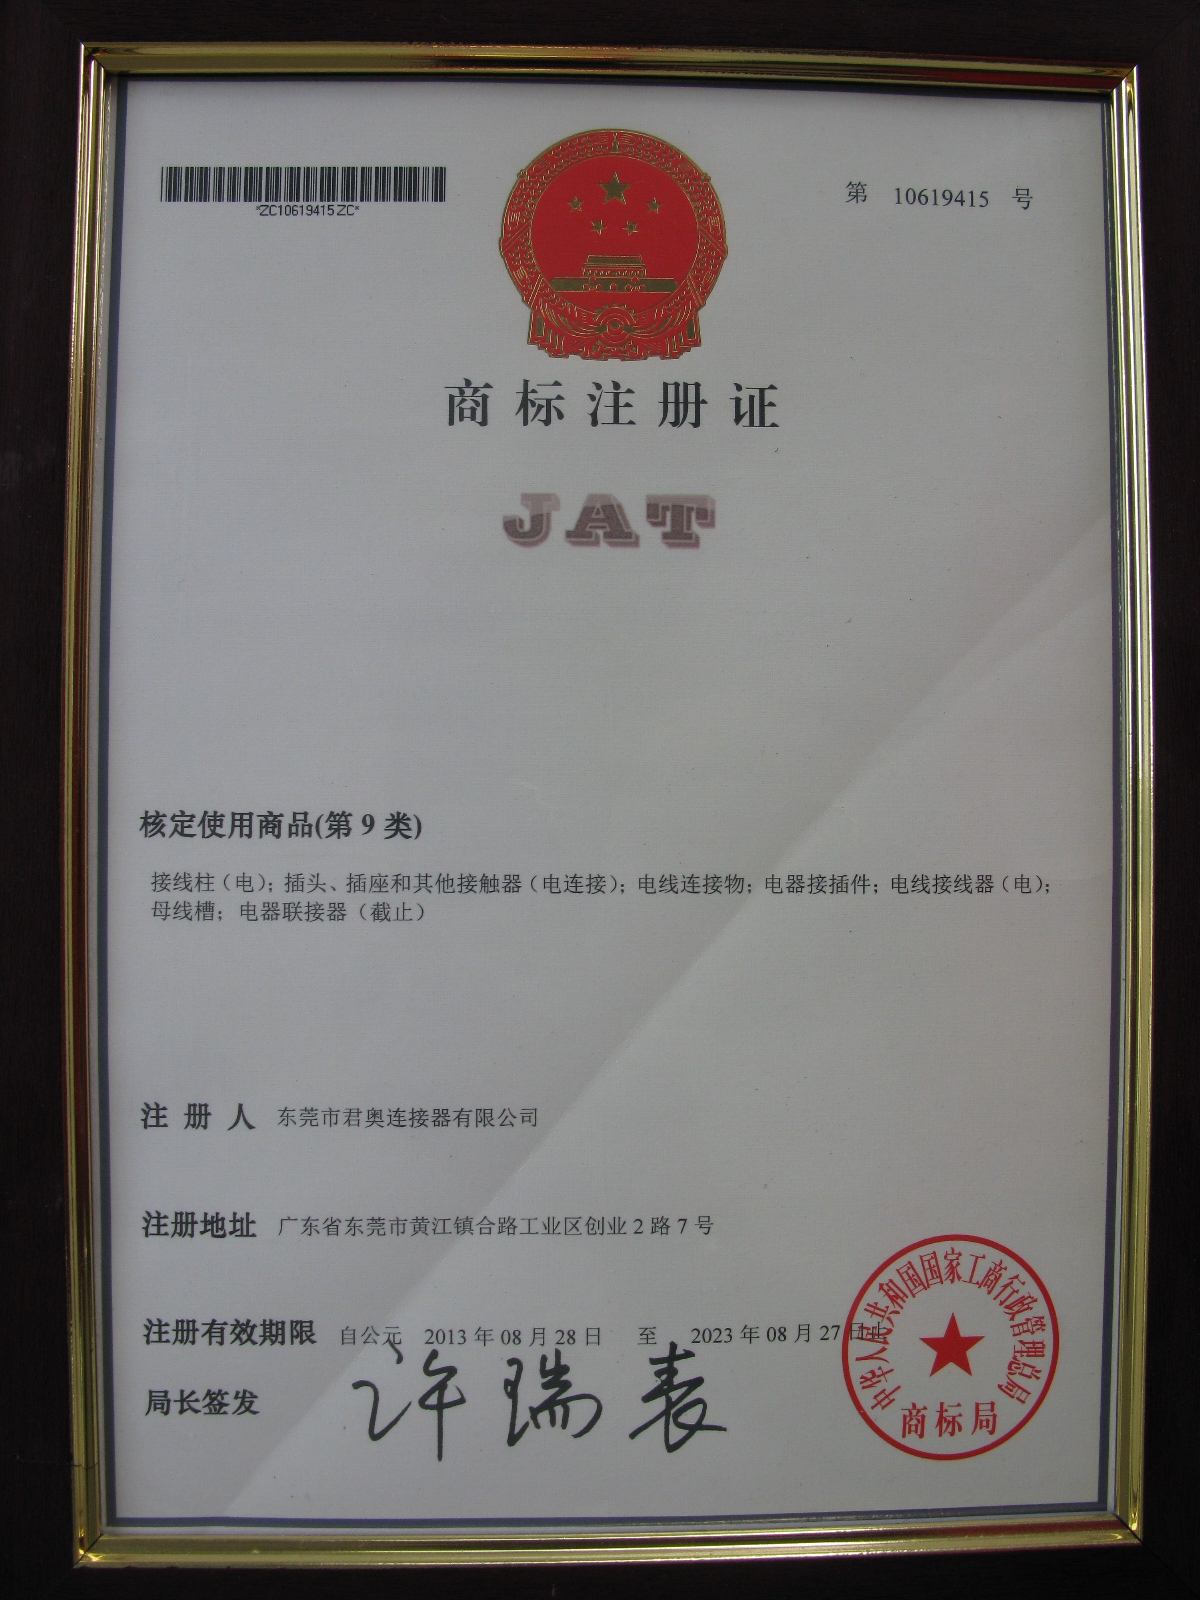 *ZC10619415ZC*
第 10619415 号
商标注册证
JAT
核定使用商品(第 9 类)
接线柱（电）；插头、插座和其他接触器（电连接）；电线连接物；电器接插件；电线接线器（电）；
母线槽；电器联接器（截止）
注 册 人 东莞市君奥连接器有限公司
注册地址 广东省东莞市黄江镇合路工业区创业 2 路 7 号
注册有效期限 自公元 2013 年 08 月 28 日 至 2023 年 08 月 27 日止
局长签发 许瑞表
中华人民共和国国家工商行政管理总局
商标局